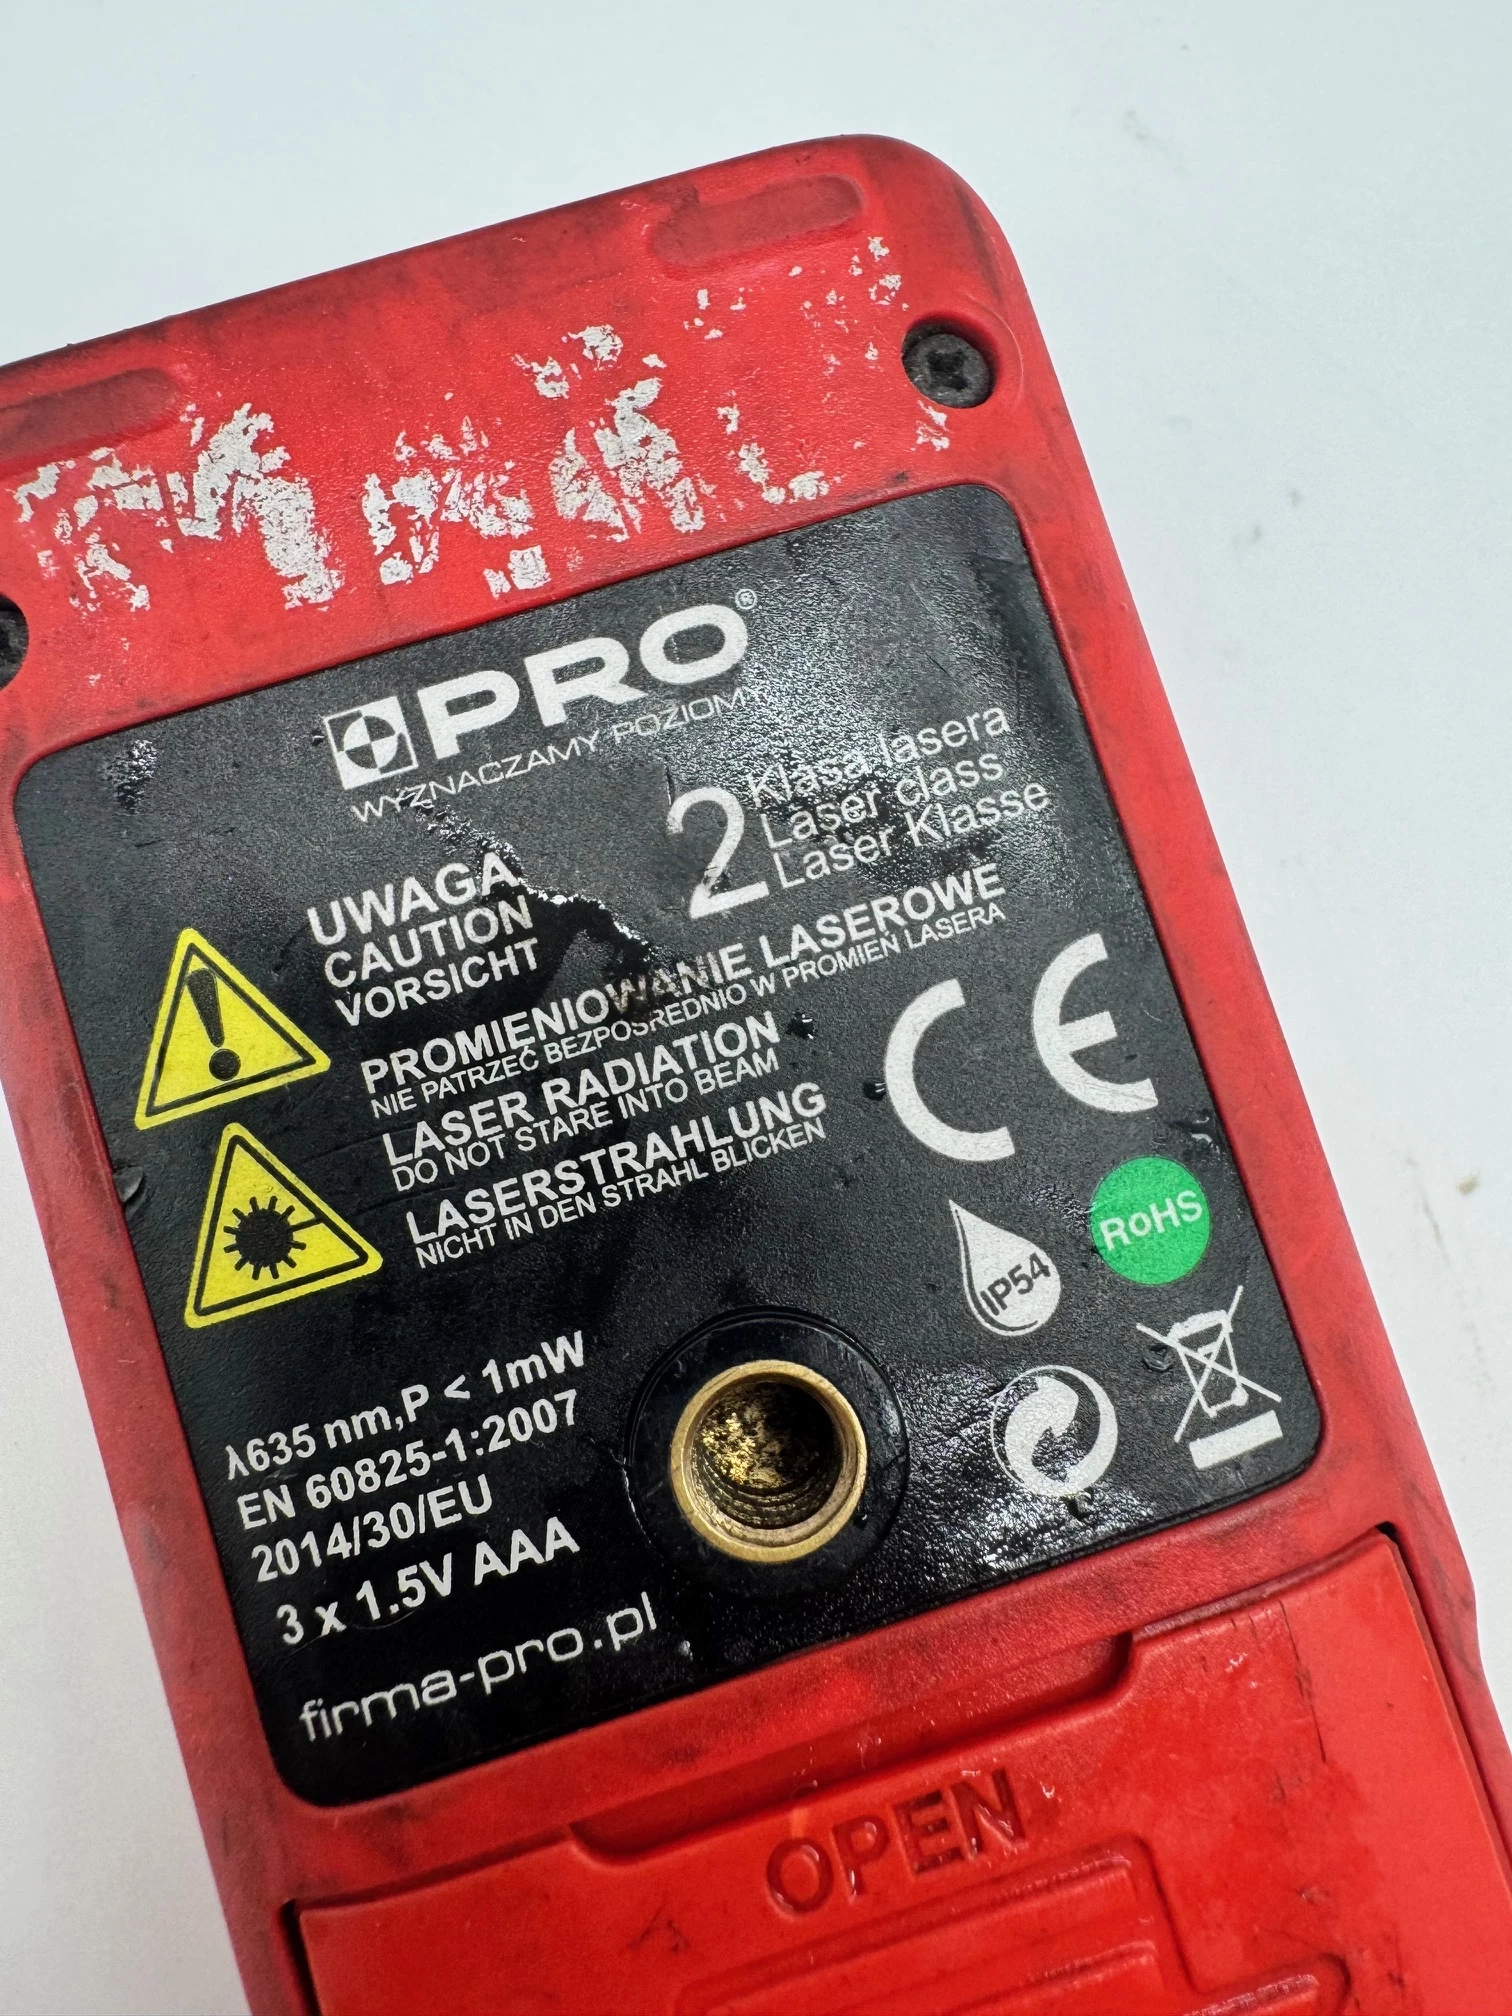 PRO®
WYZNACZAMY POZIOMY
2 Klasa lasera
Laser class
Laser Klasse
UWAGA
CAUTION
VORSICHT
PROMIENIOWANIE LASEROWE
NIE PATRZEĆ BEZPOŚREDNIO W PROMIEŃ LASERA
LASER RADIATION
DO NOT STARE INTO BEAM
LASERSTRAHLUNG
NICHT IN DEN STRAHL BLICKEN
CE
RoHS
IP54
λ635 nm,P < 1mW
EN 60825-1:2007
2014/30/EU
3 x 1.5V AAA
firma-pro.pl
OPEN